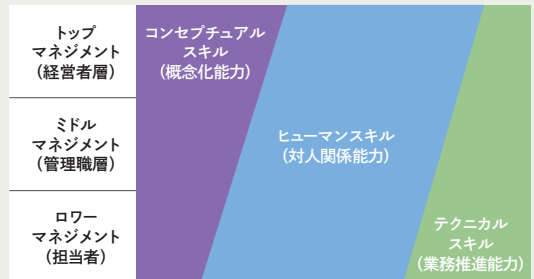 トップ
マネジメント
（経営者層）
コンセプチュアル
スキル
（概念化能力）
ミドル
マネジメント
（管理職層）
ヒューマンスキル
（対人関係能力）
ロワー
マネジメント
（担当者）
テクニカル
スキル
（業務推進能力）